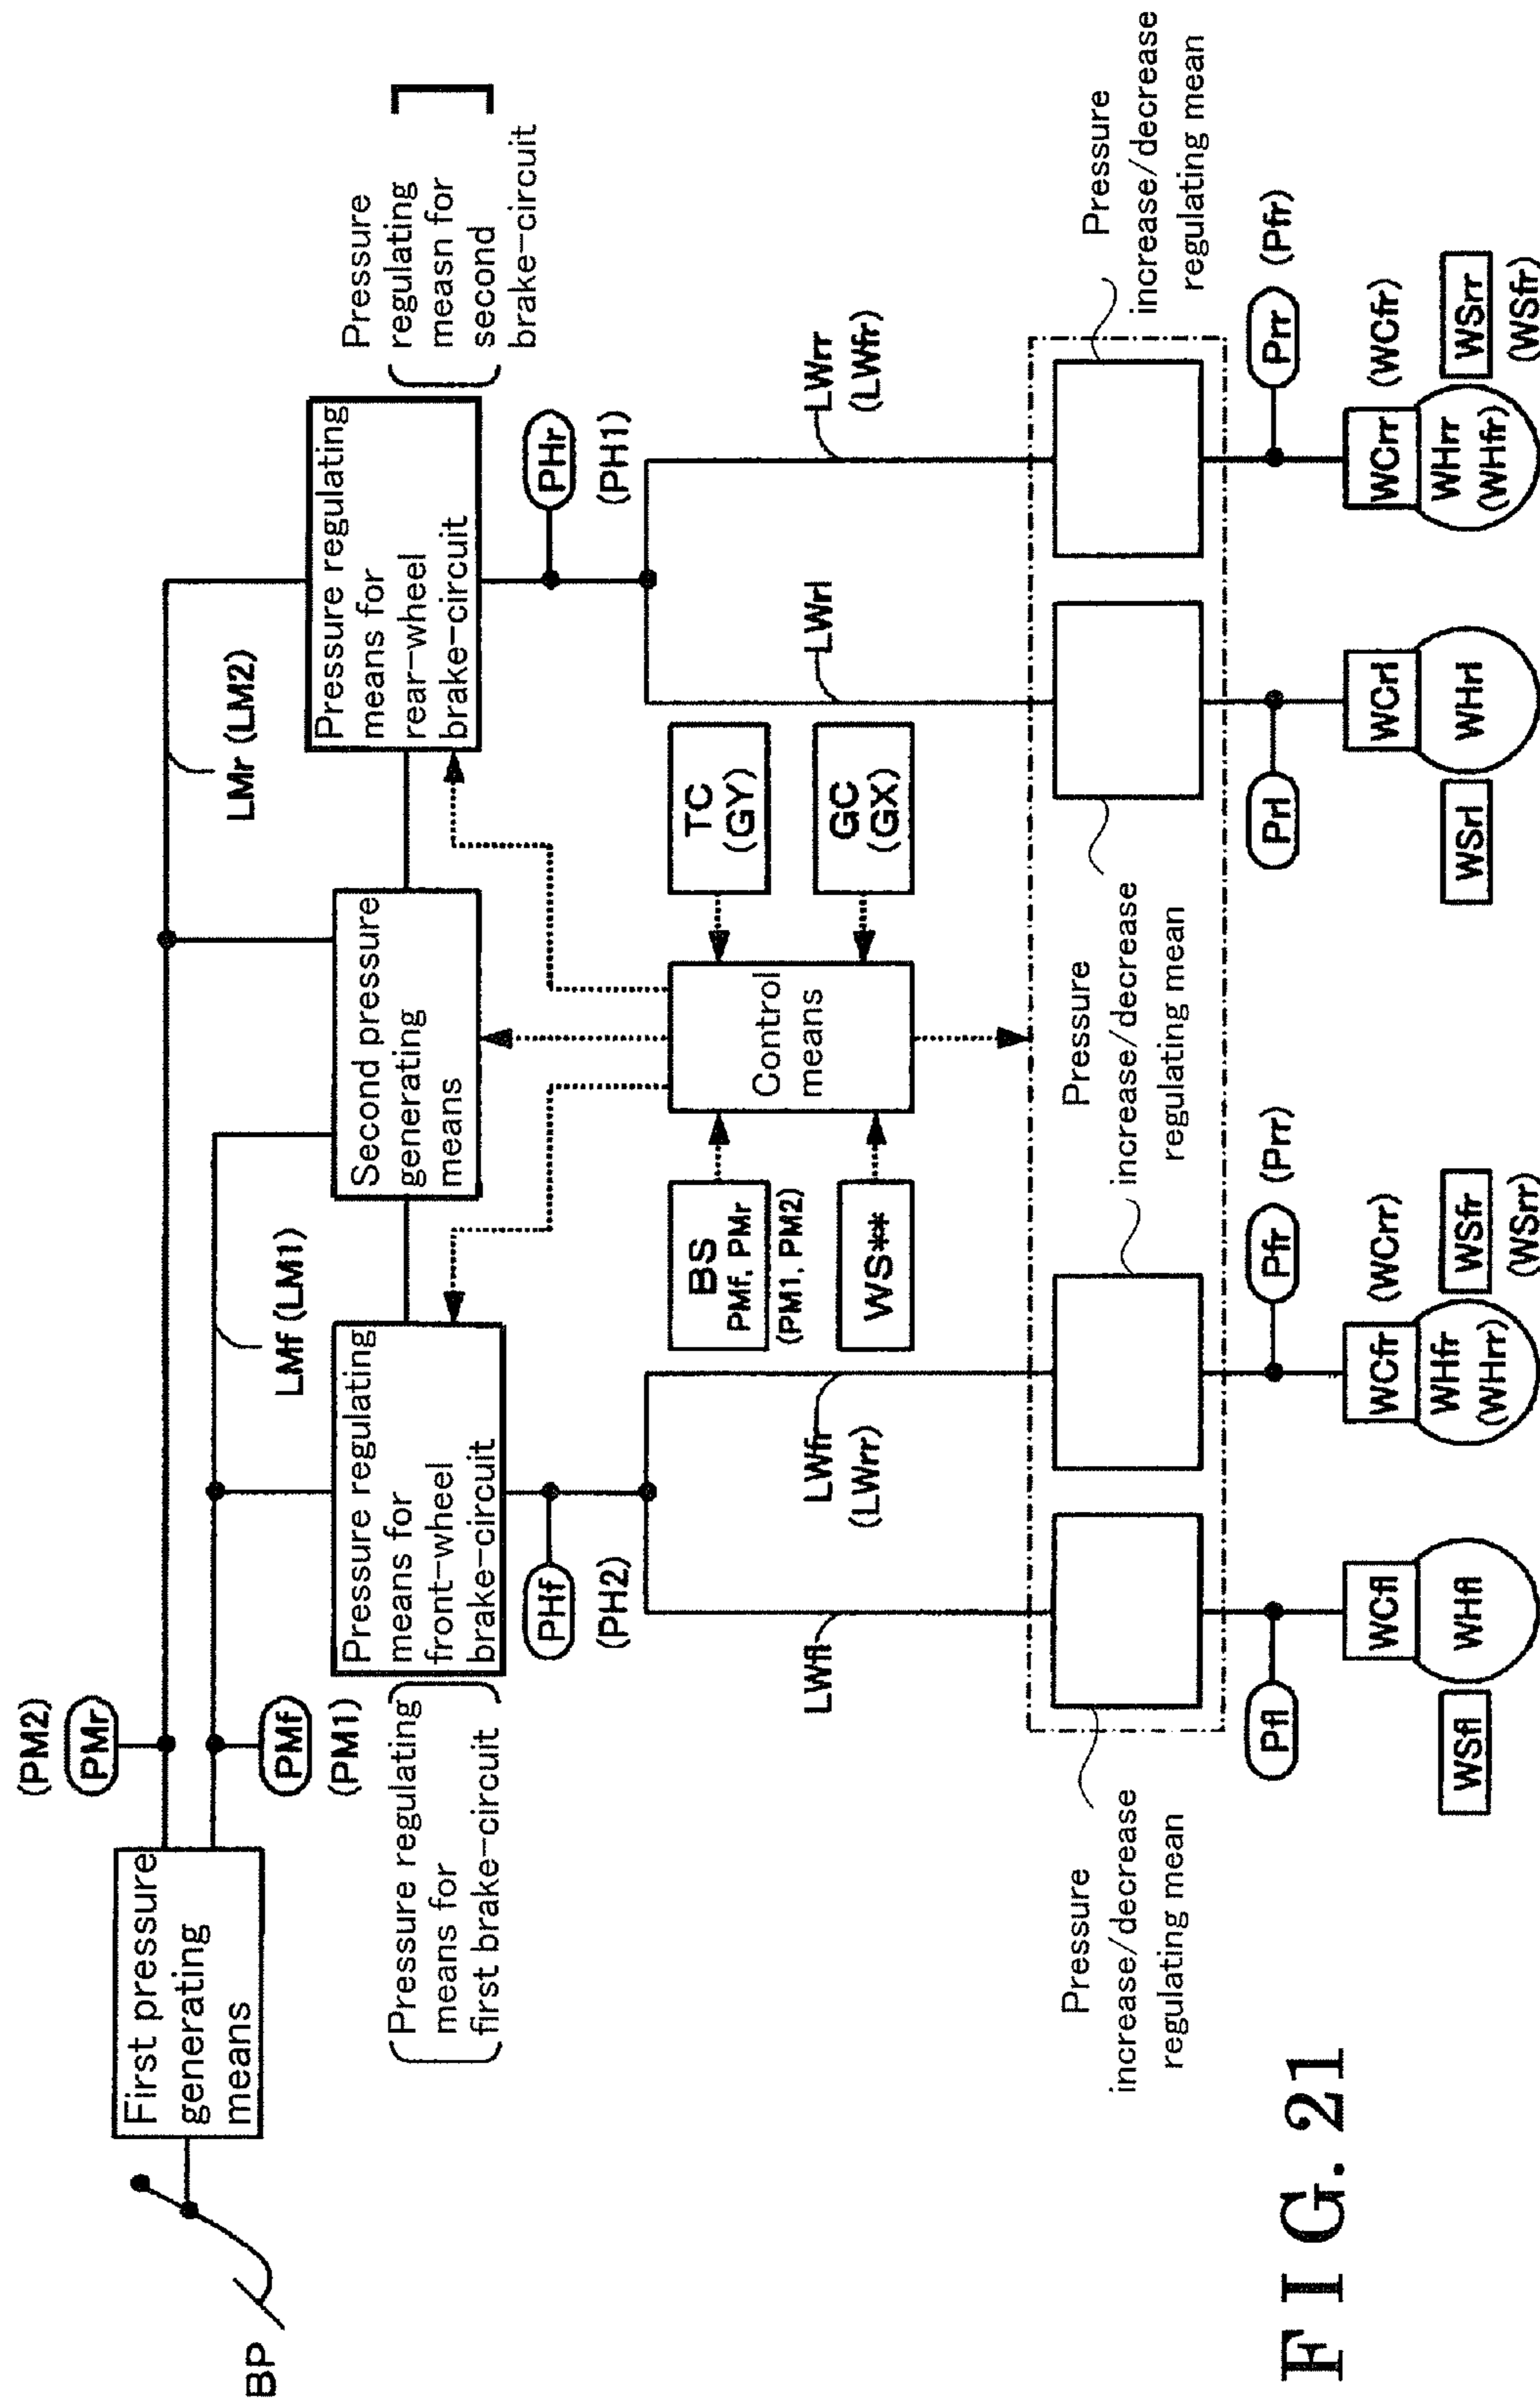 BP
First pressure
generating
means
(PM2)
PMr
PMf
(PM1)
LMr (LM2)
LMf (LM1)
Pressure regulating
means for
first brake-circuit
Pressure regulating
means for
front-wheel
brake-circuit
Second pressure
generating
means
Pressure regulating
means for
rear-wheel
brake-circuit
Pressure
regulating
measn for
second
brake-circuit
PHf
(PH2)
PHr
(PH1)
BS
PMf, PMr
(PM1, PM2)
WS**
Control
means
TC
(GY)
GC
(GX)
LWfl
LWfr
(LWrr)
LWrl
LWrr
(LWfr)
Pressure
increase/decrease
regulating mean
Pressure
increase/decrease
regulating mean
Pressure
increase/decrease
regulating mean
Pressure
increase/decrease
regulating mean
Pfl
Pfr
(Prr)
Prl
Prr
(Pfr)
WCfl
WHfl
WSfl
WCfr
(WCrr)
WHfr
(WHrr)
WSfr
(WSrr)
WCrl
WHrl
WSrl
WCrr
(WCfr)
WHrr
(WHfr)
WSrr
(WSfr)
FIG. 21